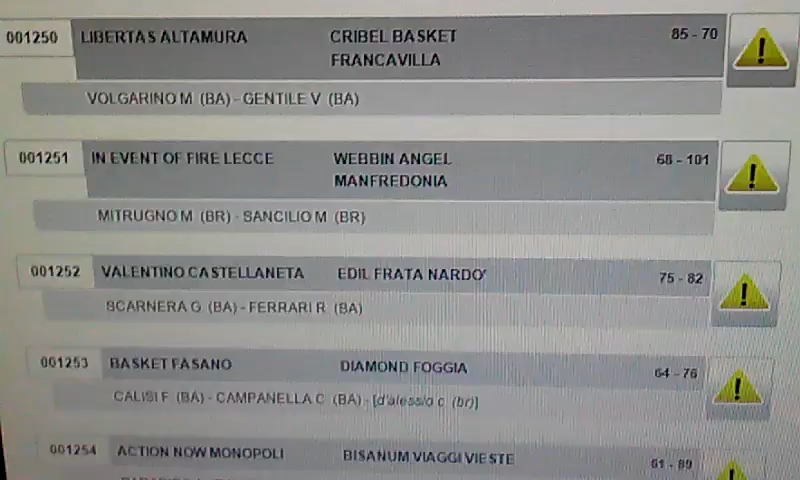 001250 LIBERTAS ALTAMURA CRIBEL BASKET 85 - 70
FRANCAVILLA
VOLGARINO M (BA) - GENTILE V (BA)
001251 IN EVENT OF FIRE LECCE WEBBIN ANGEL 68 - 101
MANFREDONIA
MITRUGNO M (BR) - SANCILIO M (BR)
001252 VALENTINO CASTELLANETA EDIL FRATA NARDO' 75 - 82
SCARNERA G (BA) - FERRARI R (BA)
001253 BASKET FASANO DIAMOND FOGGIA 64 - 76
CALISI F (BA) - CAMPANELLA C (BA) - [d'alessio c (br)]
001254 ACTION NOW MONOPOLI BISANUM VIAGGI VIESTE 61 - 89